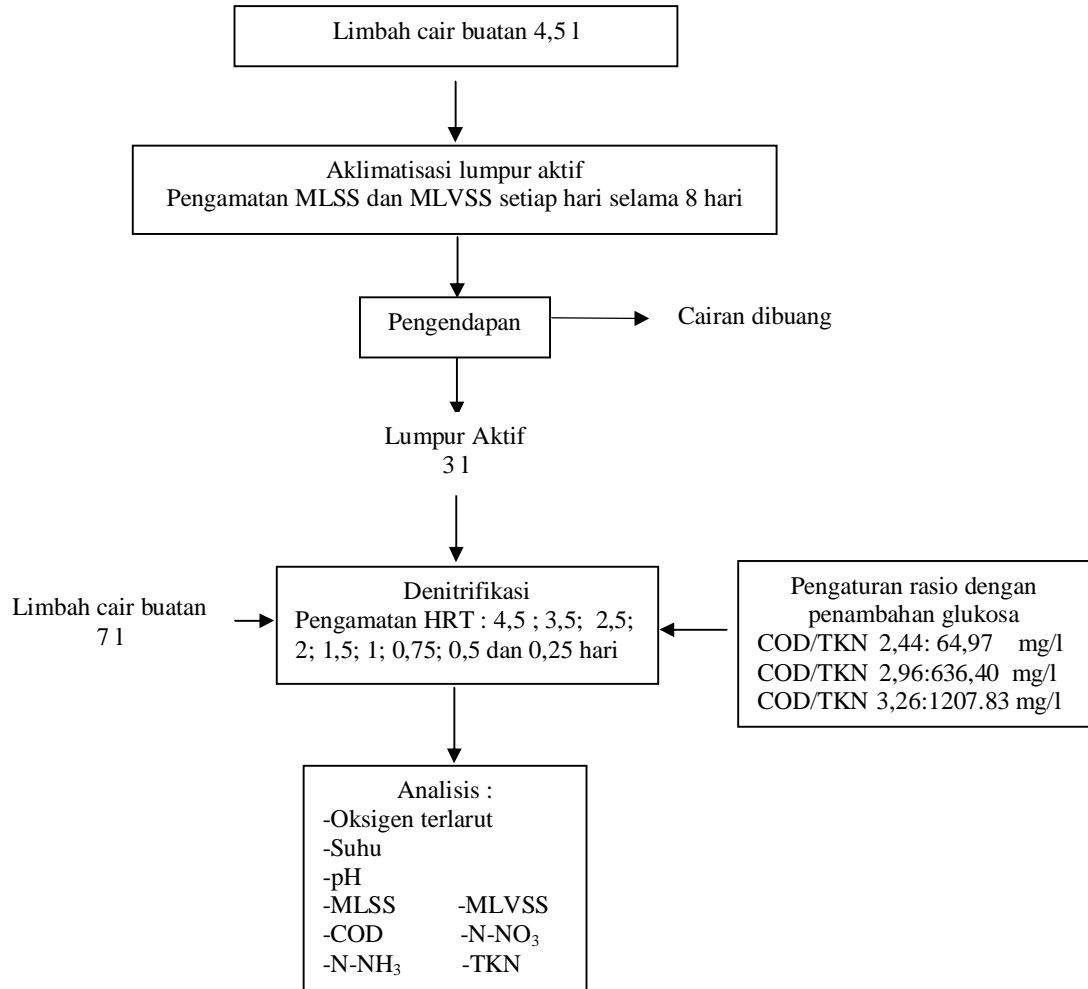 Limbah cair buatan 4,5 l
Aklimatisasi lumpur aktif
Pengamatan MLSS dan MLVSS setiap hari selama 8 hari
Pengendapan
Cairan dibuang
Lumpur Aktif
3 l
Limbah cair buatan
7 l
Denitrifikasi
Pengamatan HRT : 4,5 ; 3,5; 2,5;
2; 1,5; 1; 0,75; 0,5 dan 0,25 hari
Pengaturan rasio dengan
penambahan glukosa
COD/TKN 2,44: 64,97 mg/l
COD/TKN 2,96:636,40 mg/l
COD/TKN 3,26:1207.83 mg/l
Analisis :
-Oksigen terlarut
-Suhu
-pH
-MLSS -MLVSS
-COD -N-NO₃
-N-NH₃ -TKN